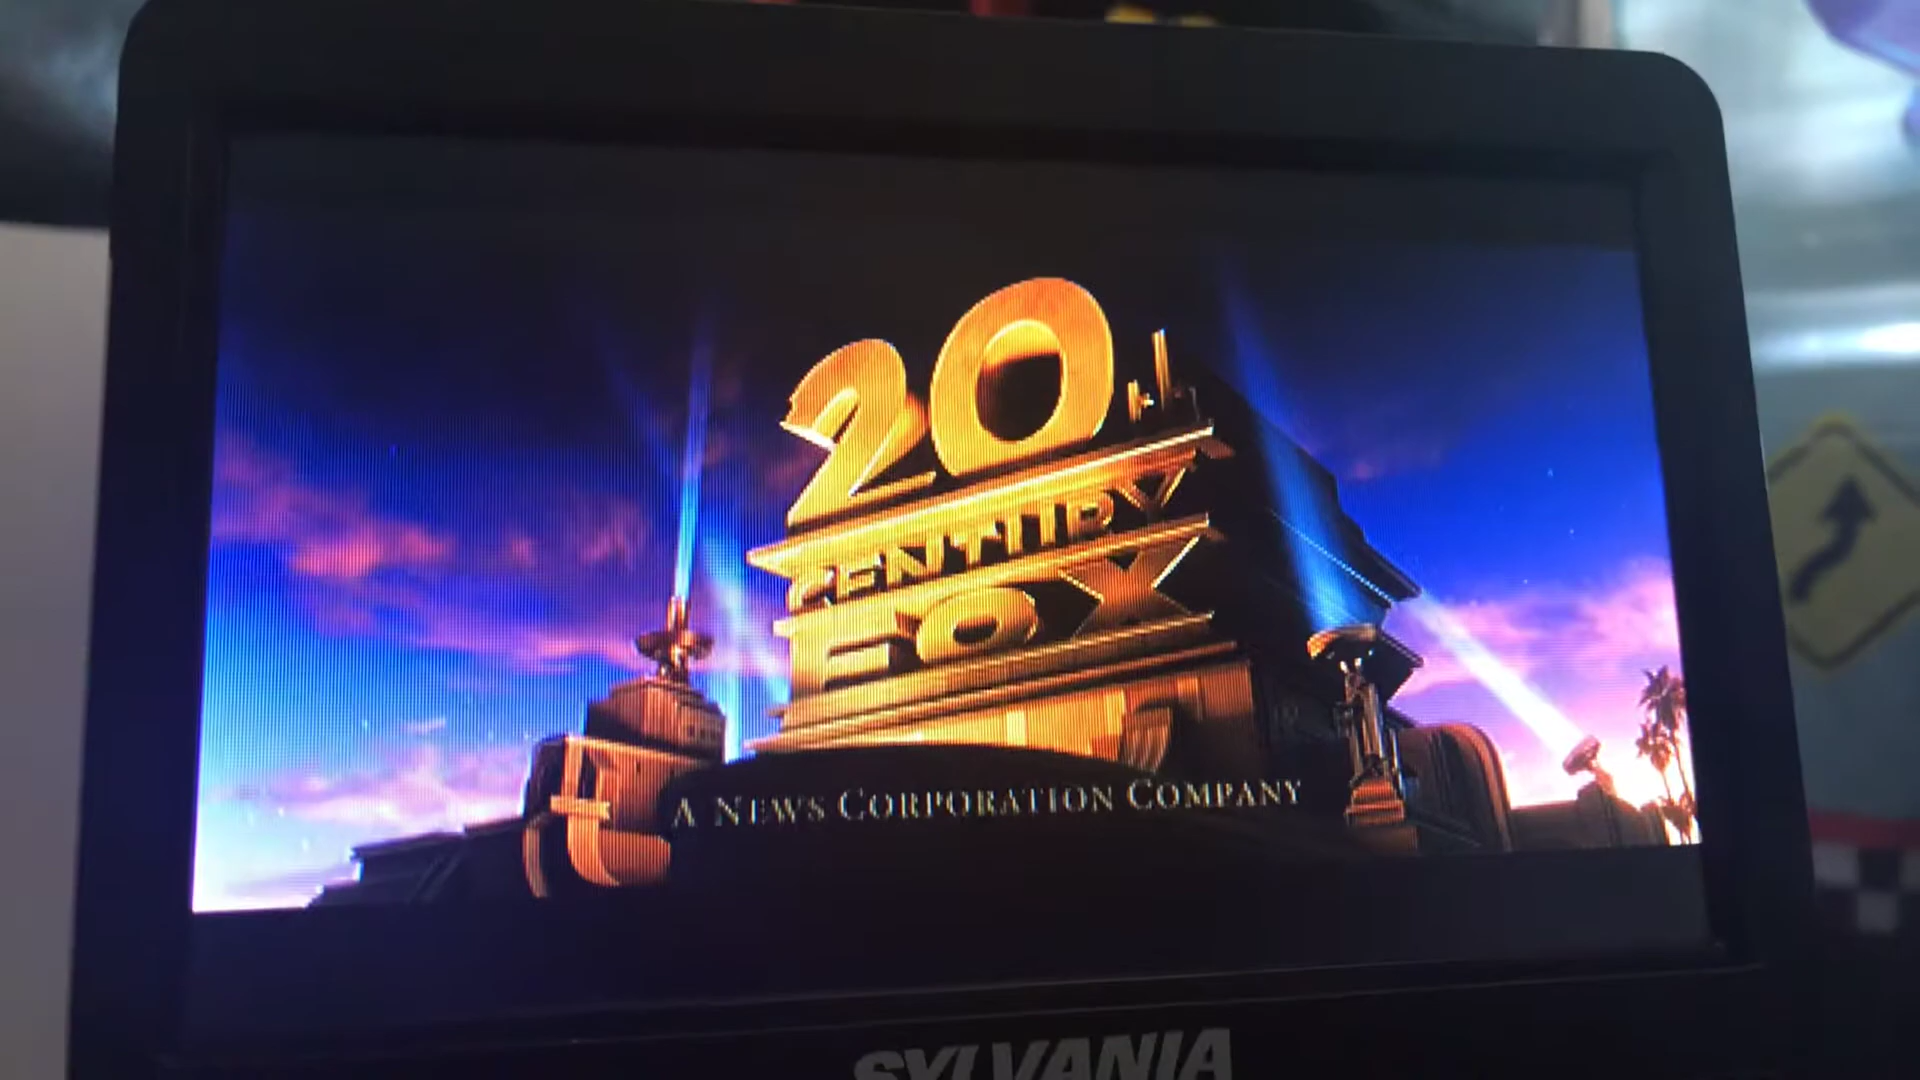 20th
CENTURY
FOX
A NEWS CORPORATION COMPANY
SYLVANIA